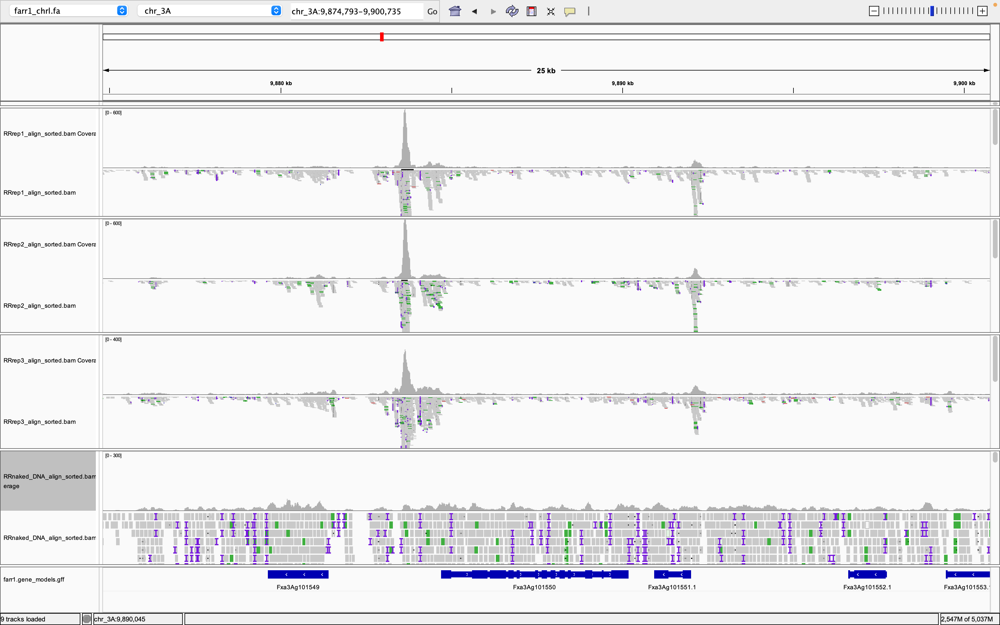 farr1_chrl.fa chr_3A chr_3A:9,874,793-9,900,735 Go
25 kb
9,880 kb 9,890 kb 9,900 kb
[0 - 600]
RRrep1_align_sorted.bam Covera
RRrep1_align_sorted.bam
[0 - 600]
RRrep2_align_sorted.bam Covera
RRrep2_align_sorted.bam
[0 - 400]
RRrep3_align_sorted.bam Covera
RRrep3_align_sorted.bam
[0 - 300]
RRnaked_DNA_align_sorted.bam
erage
RRnaked_DNA_align_sorted.bam
farr1.gene_models.gff
Fxa3Ag101549 Fxa3Ag101550 Fxa3Ag101551.1 Fxa3Ag101552.1 Fxa3Ag101553.1
9 tracks loaded chr_3A:9,890,045 2,547M of 5,037M